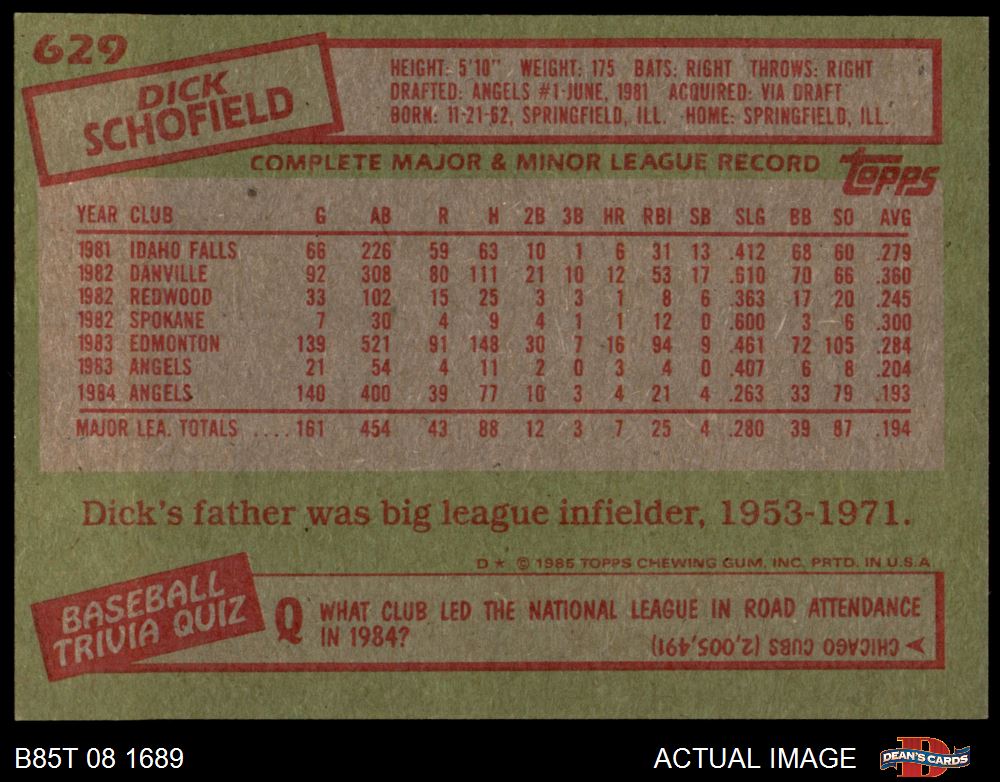 629
DICK
SCHOFIELD
HEIGHT: 5'10" WEIGHT: 175 BATS: RIGHT THROWS: RIGHT
DRAFTED: ANGELS #1-JUNE, 1981 ACQUIRED: VIA DRAFT
BORN: 11-21-62, SPRINGFIELD, ILL. HOME: SPRINGFIELD, ILL.
COMPLETE MAJOR & MINOR LEAGUE RECORD
TOPPS
YEAR CLUB G AB R H 2B 3B HR RBI SB SLG BB SO AVG
1981 IDAHO FALLS 66 226 59 63 10 1 6 31 13 .412 68 60 .279
1982 DANVILLE 92 308 80 111 21 10 12 53 17 .610 70 66 .360
1982 REDWOOD 33 102 15 25 3 3 1 8 6 .363 17 20 .245
1982 SPOKANE 7 30 4 9 4 1 1 12 0 .600 3 6 .300
1983 EDMONTON 139 521 91 148 30 7 16 94 9 .461 72 105 .284
1983 ANGELS 21 54 4 11 2 0 3 4 0 .407 6 8 .204
1984 ANGELS 140 400 39 77 10 3 4 21 4 .263 33 79 .193
MAJOR LEA. TOTALS ....161 454 43 88 12 3 7 25 4 .280 39 87 .194
Dick's father was big league infielder, 1953-1971.
D * © 1985 TOPPS CHEWING GUM, INC. PRTD. IN U.S.A.
BASEBALL
TRIVIA QUIZ
Q WHAT CLUB LED THE NATIONAL LEAGUE IN ROAD ATTENDANCE
IN 1984?
CHICAGO CUBS (2,005,491)
B85T 08 1689
ACTUAL IMAGE
DEAN'S CARDS